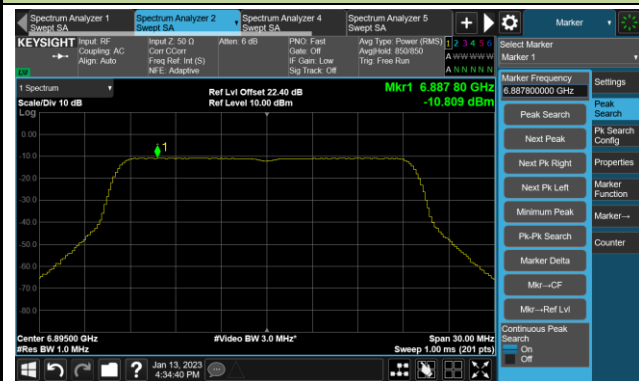 Spectrum Analyzer 1
Swept SA
Spectrum Analyzer 2
Swept SA
Spectrum Analyzer 4
Swept SA
Spectrum Analyzer 5
Swept SA
Marker
KEYSIGHT
Input: RF
Coupling: AC
Align: Auto
Input Z: 50 Ω
Corr CCorr
Freq Ref: Int (S)
NFE: Adaptive
Atten: 6 dB
PNO: Fast
Gate: Off
IF Gain: Low
Sig Track: Off
Avg Type: Power (RMS)
Avg|Hold: 850/850
Trig: Free Run
1 2 3 4 5 6
A W W W W W
A N N N N N
Select Marker
Marker 1
Marker Frequency
6.887800000 GHz
Settings
Peak Search
Next Peak
Next Pk Right
Next Pk Left
Minimum Peak
Pk-Pk Search
Marker Delta
Mkr→CF
Mkr→Ref Lvl
Continuous Peak
Search
On
Off
Peak
Search
Pk Search
Config
Properties
Marker
Function
Marker→
Counter
1 Spectrum
Scale/Div 10 dB
Log
Ref Lvl Offset 22.40 dB
Ref Level 10.00 dBm
Mkr1 6.887 80 GHz
-10.809 dBm
1
0.00
-10.0
-20.0
-30.0
-40.0
-50.0
-60.0
-70.0
-80.0
Center 6.89500 GHz
#Res BW 1.0 MHz
#Video BW 3.0 MHz*
Span 30.00 MHz
Sweep 1.00 ms (201 pts)
Jan 13, 2023
4:34:40 PM